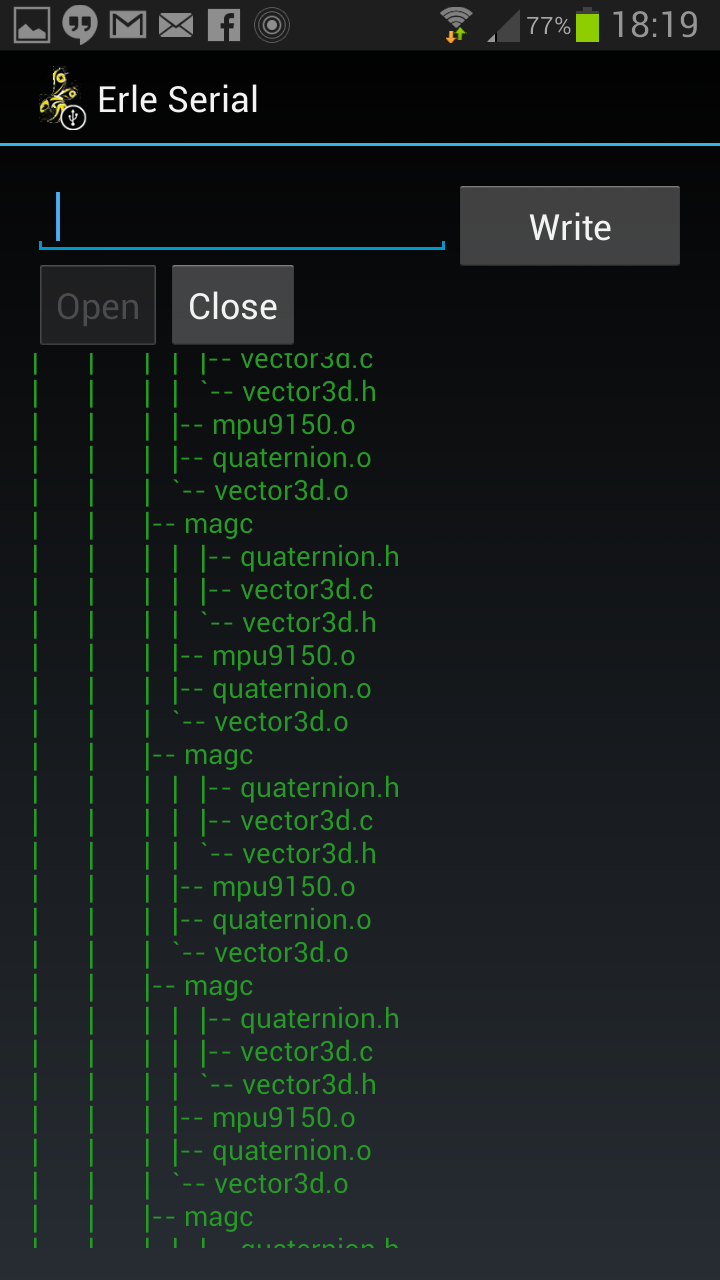 77% 18:19
Erle Serial
Write
Open Close
| | | | |-- vector3d.c
| | | | `-- vector3d.h
| | | |-- mpu9150.o
| | | |-- quaternion.o
| | | `-- vector3d.o
| | |-- magc
| | | | |-- quaternion.h
| | | | |-- vector3d.c
| | | | `-- vector3d.h
| | | |-- mpu9150.o
| | | |-- quaternion.o
| | | `-- vector3d.o
| | |-- magc
| | | | |-- quaternion.h
| | | | |-- vector3d.c
| | | | `-- vector3d.h
| | | |-- mpu9150.o
| | | |-- quaternion.o
| | | `-- vector3d.o
| | |-- magc
| | | | |-- quaternion.h
| | | | |-- vector3d.c
| | | | `-- vector3d.h
| | | |-- mpu9150.o
| | | |-- quaternion.o
| | | `-- vector3d.o
| | |-- magc
| | | | |-- quaternion.h